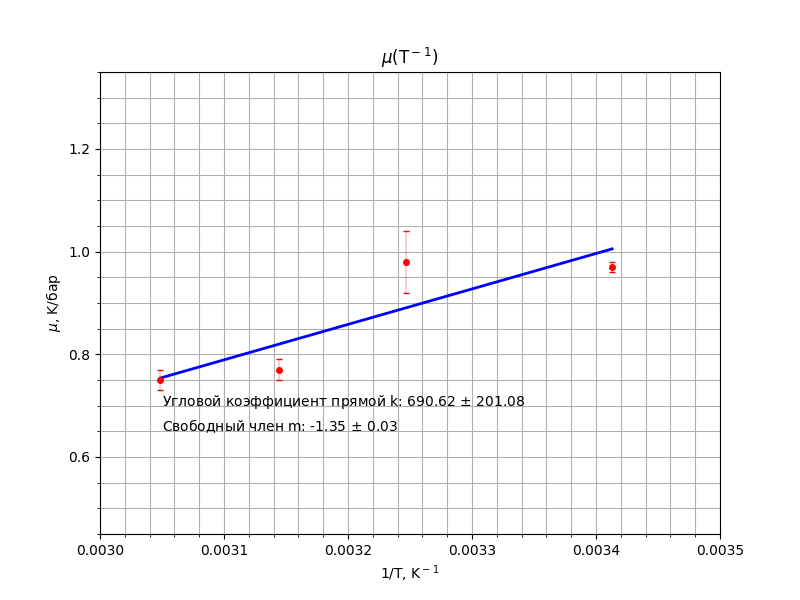 μ(T⁻¹)
μ, K/бар
1.2
1.0
0.8
0.6
Угловой коэффициент прямой k: 690.62 ± 201.08
Свободный член m: -1.35 ± 0.03
0.0030 0.0031 0.0032 0.0033 0.0034 0.0035
1/T, K⁻¹